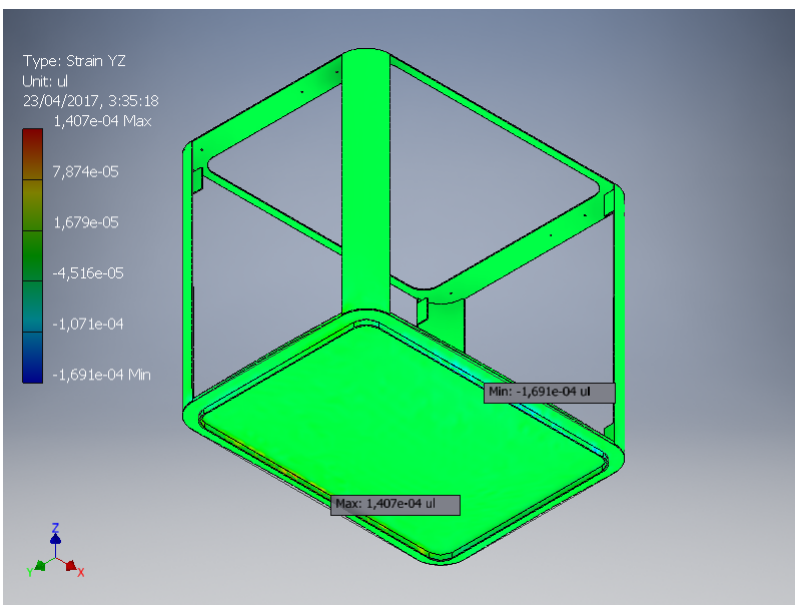 Type: Strain YZ
Unit: ul
23/04/2017, 3:35:18
1,407e-04 Max
7,874e-05
1,679e-05
-4,516e-05
-1,071e-04
-1,691e-04 Min
Min: -1,691e-04 ul
Max: 1,407e-04 ul
Z
Y
X